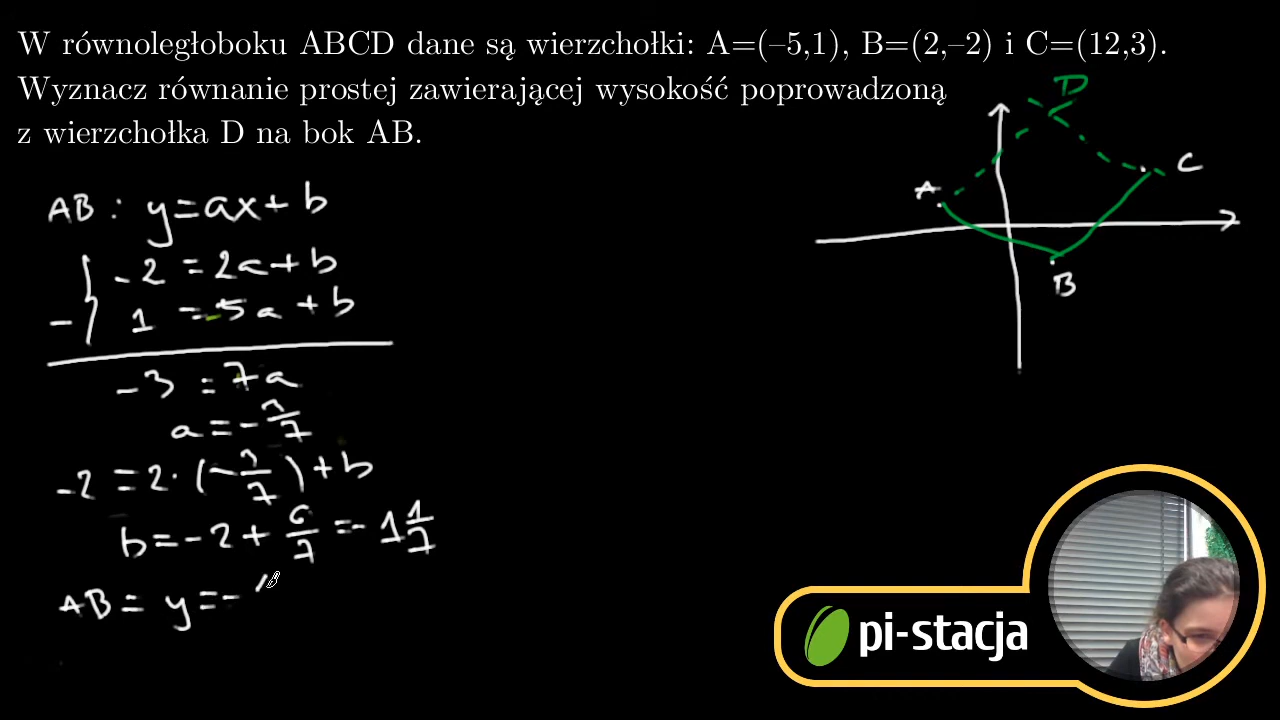 W równoległoboku ABCD dane są wierzchołki: A=(–5,1), B=(2,–2) i C=(12,3).
Wyznacz równanie prostej zawierającej wysokość poprowadzoną
z wierzchołka D na bok AB.
D
C
A
B
AB: y=ax+b
-2 = 2a+b
- 1 = -5a+b
-3 = 7a
a = -3/7
-2 = 2·(-3/7)+b
b=-2+6/7=-1 1/7
AB= y=-
pi-stacja